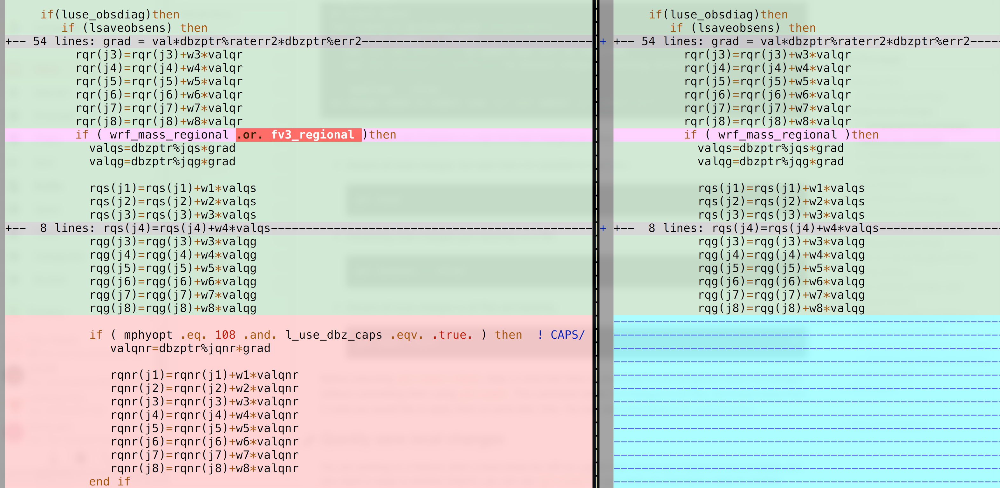 if(luse_obsdiag)then
if (lsaveobsens) then
+-- 54 lines: grad = val*dbzptr%raterr2*dbzptr%err2----------------------------------
rqr(j3)=rqr(j3)+w3*valqr
rqr(j4)=rqr(j4)+w4*valqr
rqr(j5)=rqr(j5)+w5*valqr
rqr(j6)=rqr(j6)+w6*valqr
rqr(j7)=rqr(j7)+w7*valqr
rqr(j8)=rqr(j8)+w8*valqr
if ( wrf_mass_regional .or. fv3_regional )then
valqs=dbzptr%jqs*grad
valqg=dbzptr%jqg*grad
rqs(j1)=rqs(j1)+w1*valqs
rqs(j2)=rqs(j2)+w2*valqs
rqs(j3)=rqs(j3)+w3*valqs
+--  8 lines: rqs(j4)=rqs(j4)+w4*valqs-----------------------------------------------
rqg(j3)=rqg(j3)+w3*valqg
rqg(j4)=rqg(j4)+w4*valqg
rqg(j5)=rqg(j5)+w5*valqg
rqg(j6)=rqg(j6)+w6*valqg
rqg(j7)=rqg(j7)+w7*valqg
rqg(j8)=rqg(j8)+w8*valqg
if ( mphyopt .eq. 108 .and. l_use_dbz_caps .eqv. .true. ) then  ! CAPS/
valqnr=dbzptr%jqnr*grad
rqnr(j1)=rqnr(j1)+w1*valqnr
rqnr(j2)=rqnr(j2)+w2*valqnr
rqnr(j3)=rqnr(j3)+w3*valqnr
rqnr(j4)=rqnr(j4)+w4*valqnr
rqnr(j5)=rqnr(j5)+w5*valqnr
rqnr(j6)=rqnr(j6)+w6*valqnr
rqnr(j7)=rqnr(j7)+w7*valqnr
rqnr(j8)=rqnr(j8)+w8*valqnr
end if
if(luse_obsdiag)then
if (lsaveobsens) then
+ +-- 54 lines: grad = val*dbzptr%raterr2*dbzptr%err2-----
rqr(j3)=rqr(j3)+w3*valqr
rqr(j4)=rqr(j4)+w4*valqr
rqr(j5)=rqr(j5)+w5*valqr
rqr(j6)=rqr(j6)+w6*valqr
rqr(j7)=rqr(j7)+w7*valqr
rqr(j8)=rqr(j8)+w8*valqr
if ( wrf_mass_regional )then
valqs=dbzptr%jqs*grad
valqg=dbzptr%jqg*grad
rqs(j1)=rqs(j1)+w1*valqs
rqs(j2)=rqs(j2)+w2*valqs
rqs(j3)=rqs(j3)+w3*valqs
+ +--  8 lines: rqs(j4)=rqs(j4)+w4*valqs------------------
rqg(j3)=rqg(j3)+w3*valqg
rqg(j4)=rqg(j4)+w4*valqg
rqg(j5)=rqg(j5)+w5*valqg
rqg(j6)=rqg(j6)+w6*valqg
rqg(j7)=rqg(j7)+w7*valqg
rqg(j8)=rqg(j8)+w8*valqg